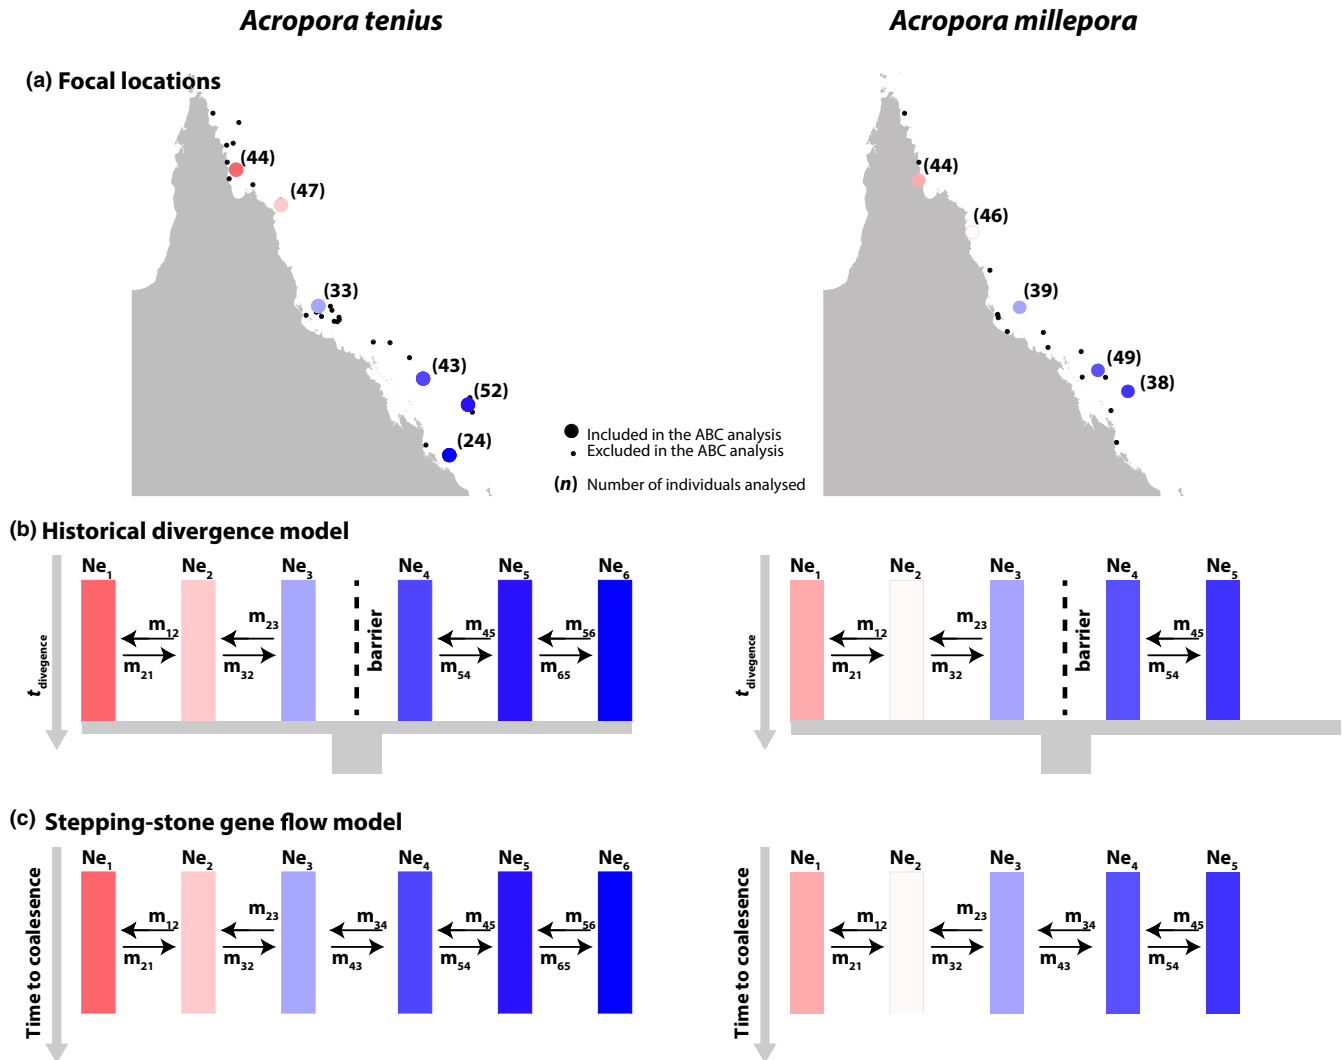 Acropora tenius
Acropora millepora
(a) Focal locations
(44)
(47)
(33)
(43)
(52)
(24)
(44)
(46)
(39)
(49)
(38)
Included in the ABC analysis
Excluded in the ABC analysis
(n) Number of individuals analysed
(b) Historical divergence model
t divegence
Ne1 Ne2 Ne3 Ne4 Ne5 Ne6
m12 m23 m45 m56
barrier
m21 m32 m54 m65
t divegence
Ne1 Ne2 Ne3 Ne4 Ne5
m12 m23 m45
barrier
m21 m32 m54
(c) Stepping-stone gene flow model
Time to coalesence
Ne1 Ne2 Ne3 Ne4 Ne5 Ne6
m12 m23 m34 m45 m56
m21 m32 m43 m54 m65
Time to coalesence
Ne1 Ne2 Ne3 Ne4 Ne5
m12 m23 m34 m45
m21 m32 m43 m54